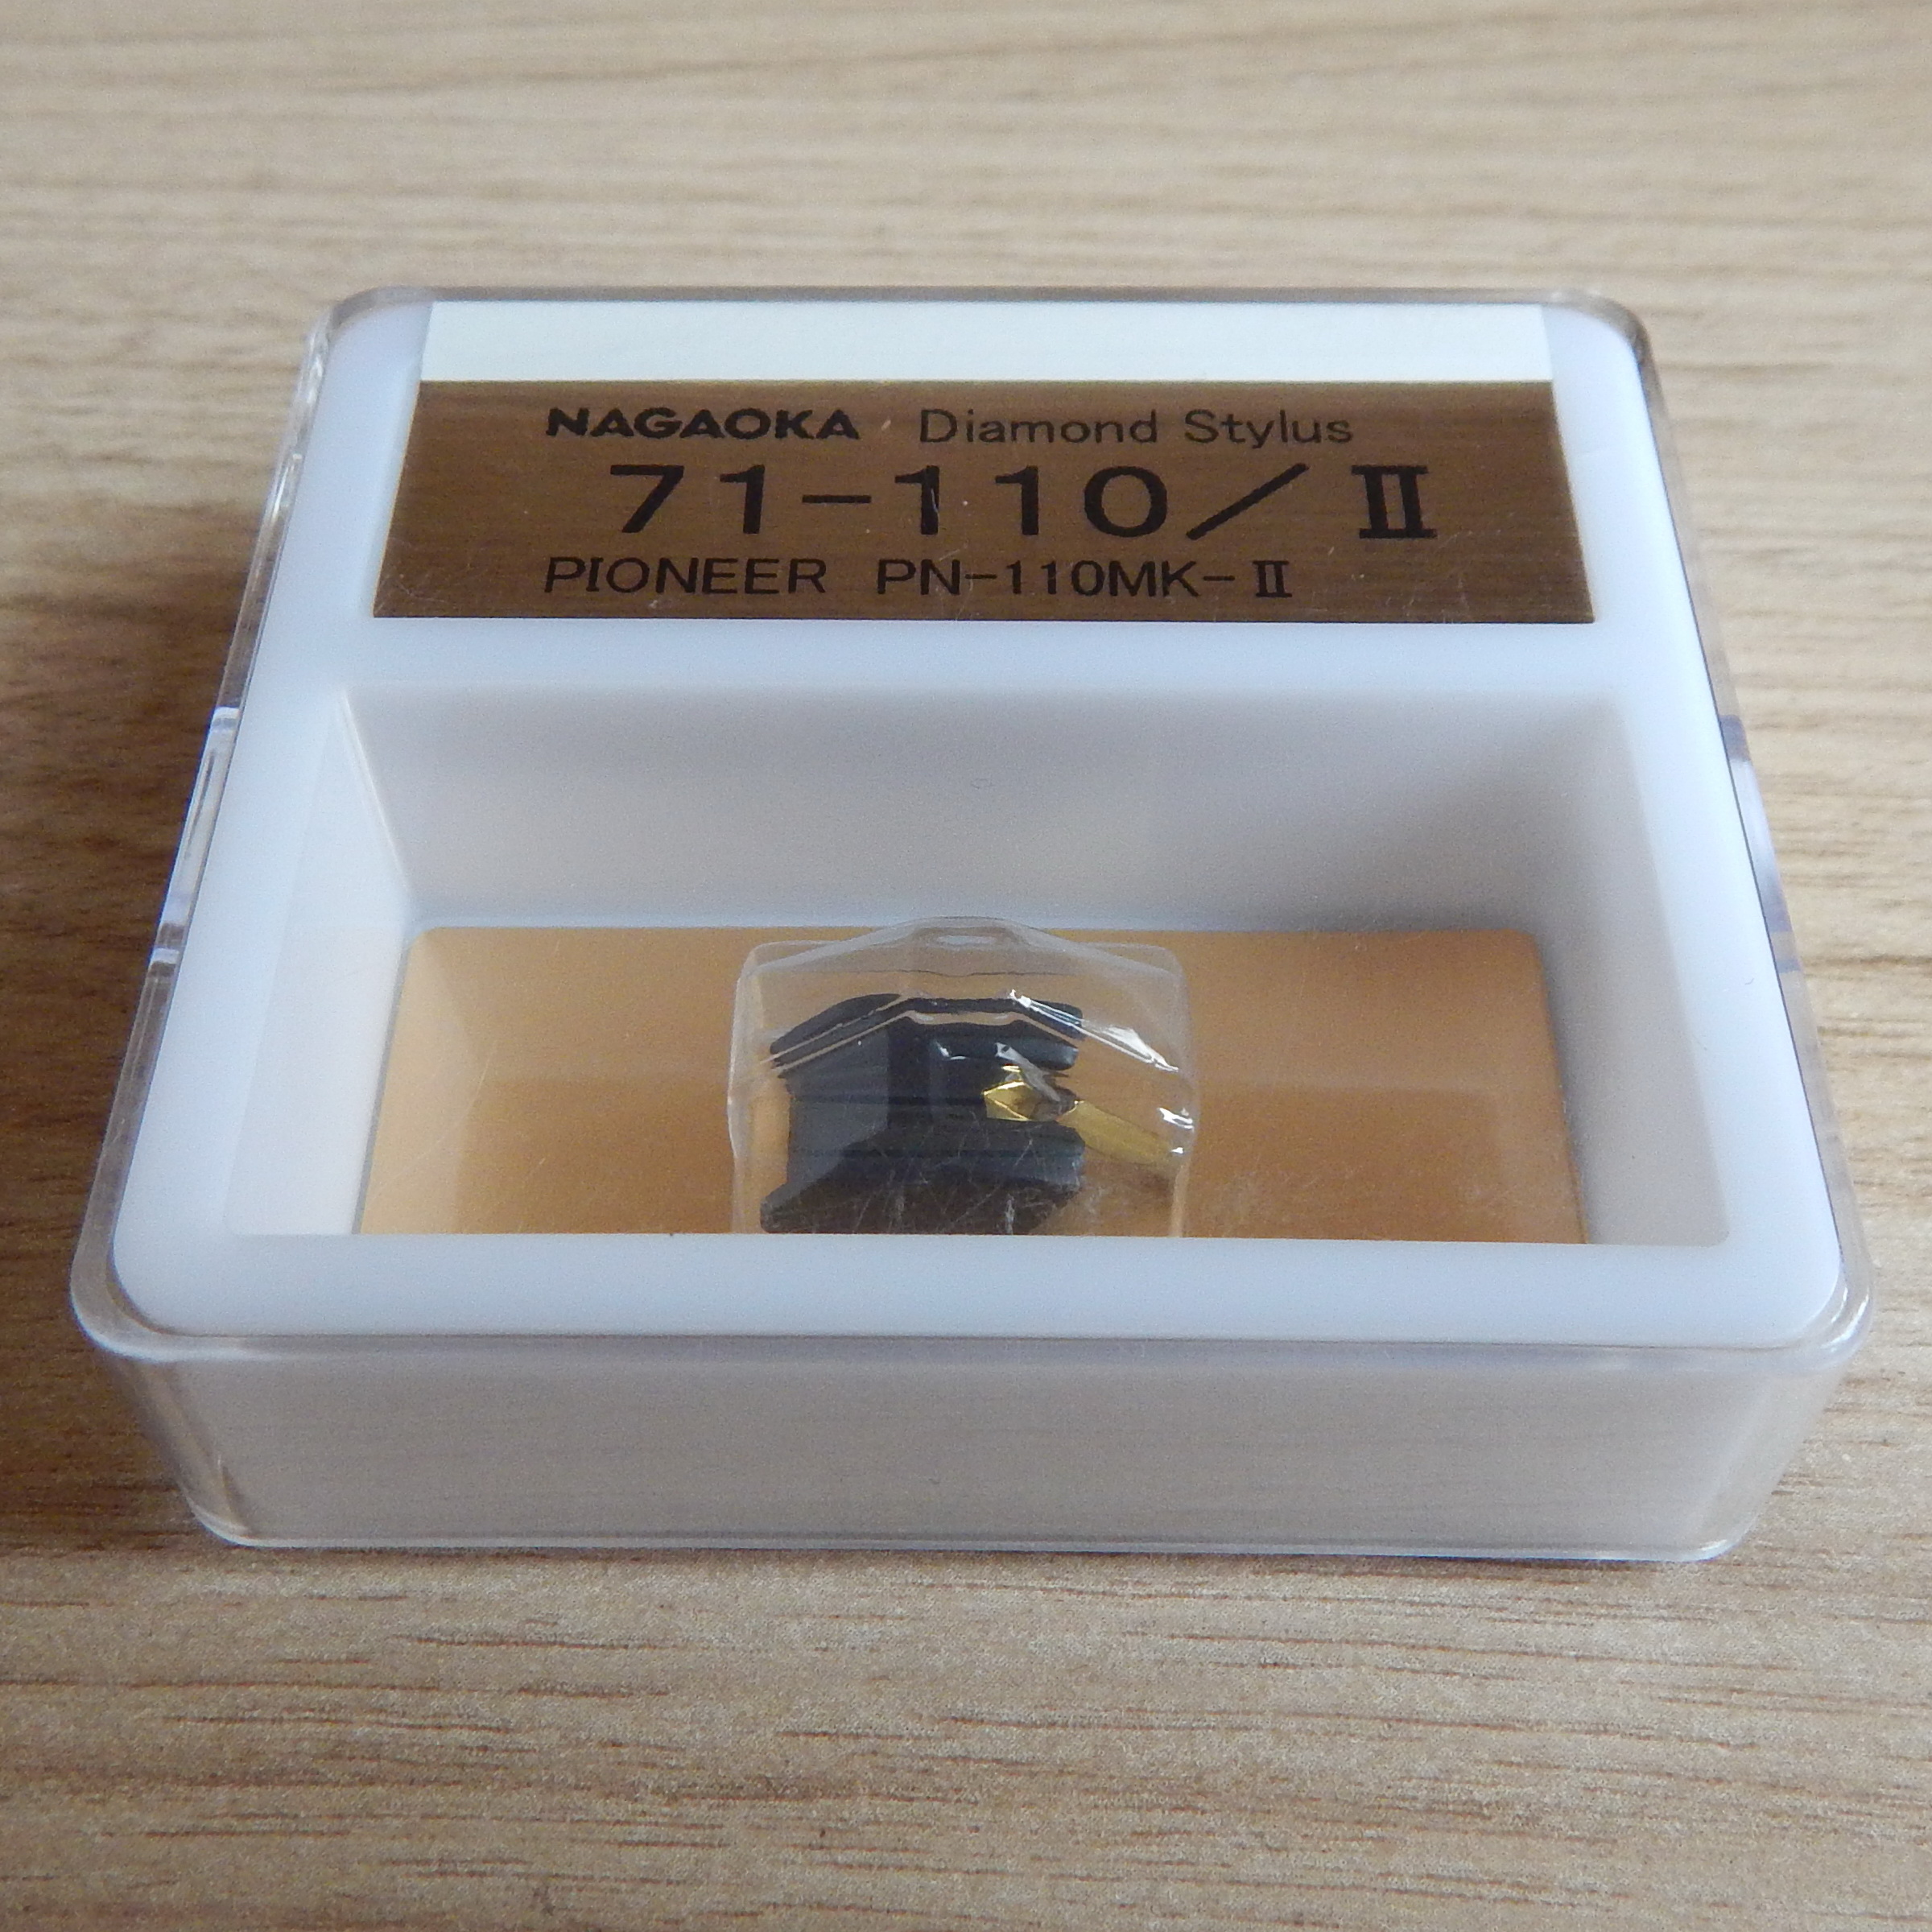 NAGAOKA Diamond Stylus
71-110/II
PIONEER PN-110MK-II